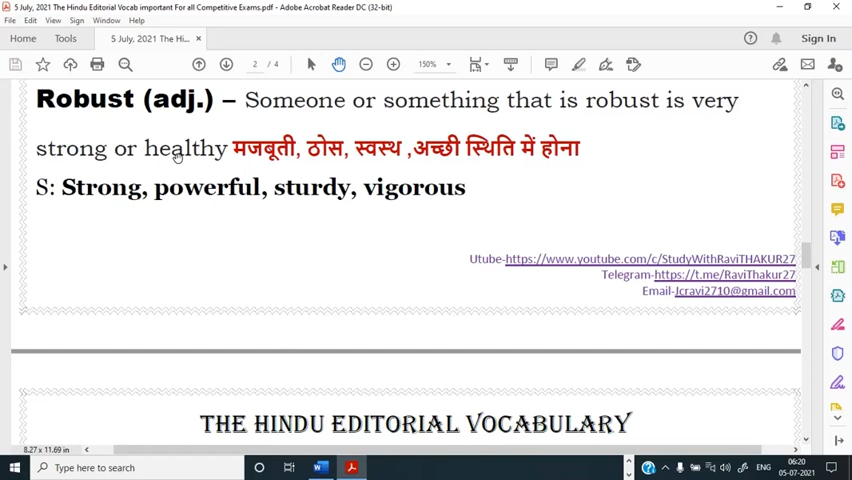 5 July, 2021 The Hindu Editorial Vocab important For all Competitive Exams.pdf - Adobe Acrobat Reader DC (32-bit)
File Edit View Sign Window Help
Home Tools 5 July, 2021 The Hi... × Sign In
2 / 4 150%
Robust (adj.) – Someone or something that is robust is very
strong or healthy मजबूती, ठोस, स्वस्थ ,अच्छी स्थिति में होना
S: Strong, powerful, sturdy, vigorous
Utube-https://www.youtube.com/c/StudyWithRaviTHAKUR27
Telegram-https://t.me/RaviThakur27
Email-Jcravi2710@gmail.com
THE HINDU EDITORIAL VOCABULARY
8.27 x 11.69 in
Type here to search
ENG
06:20
05-07-2021